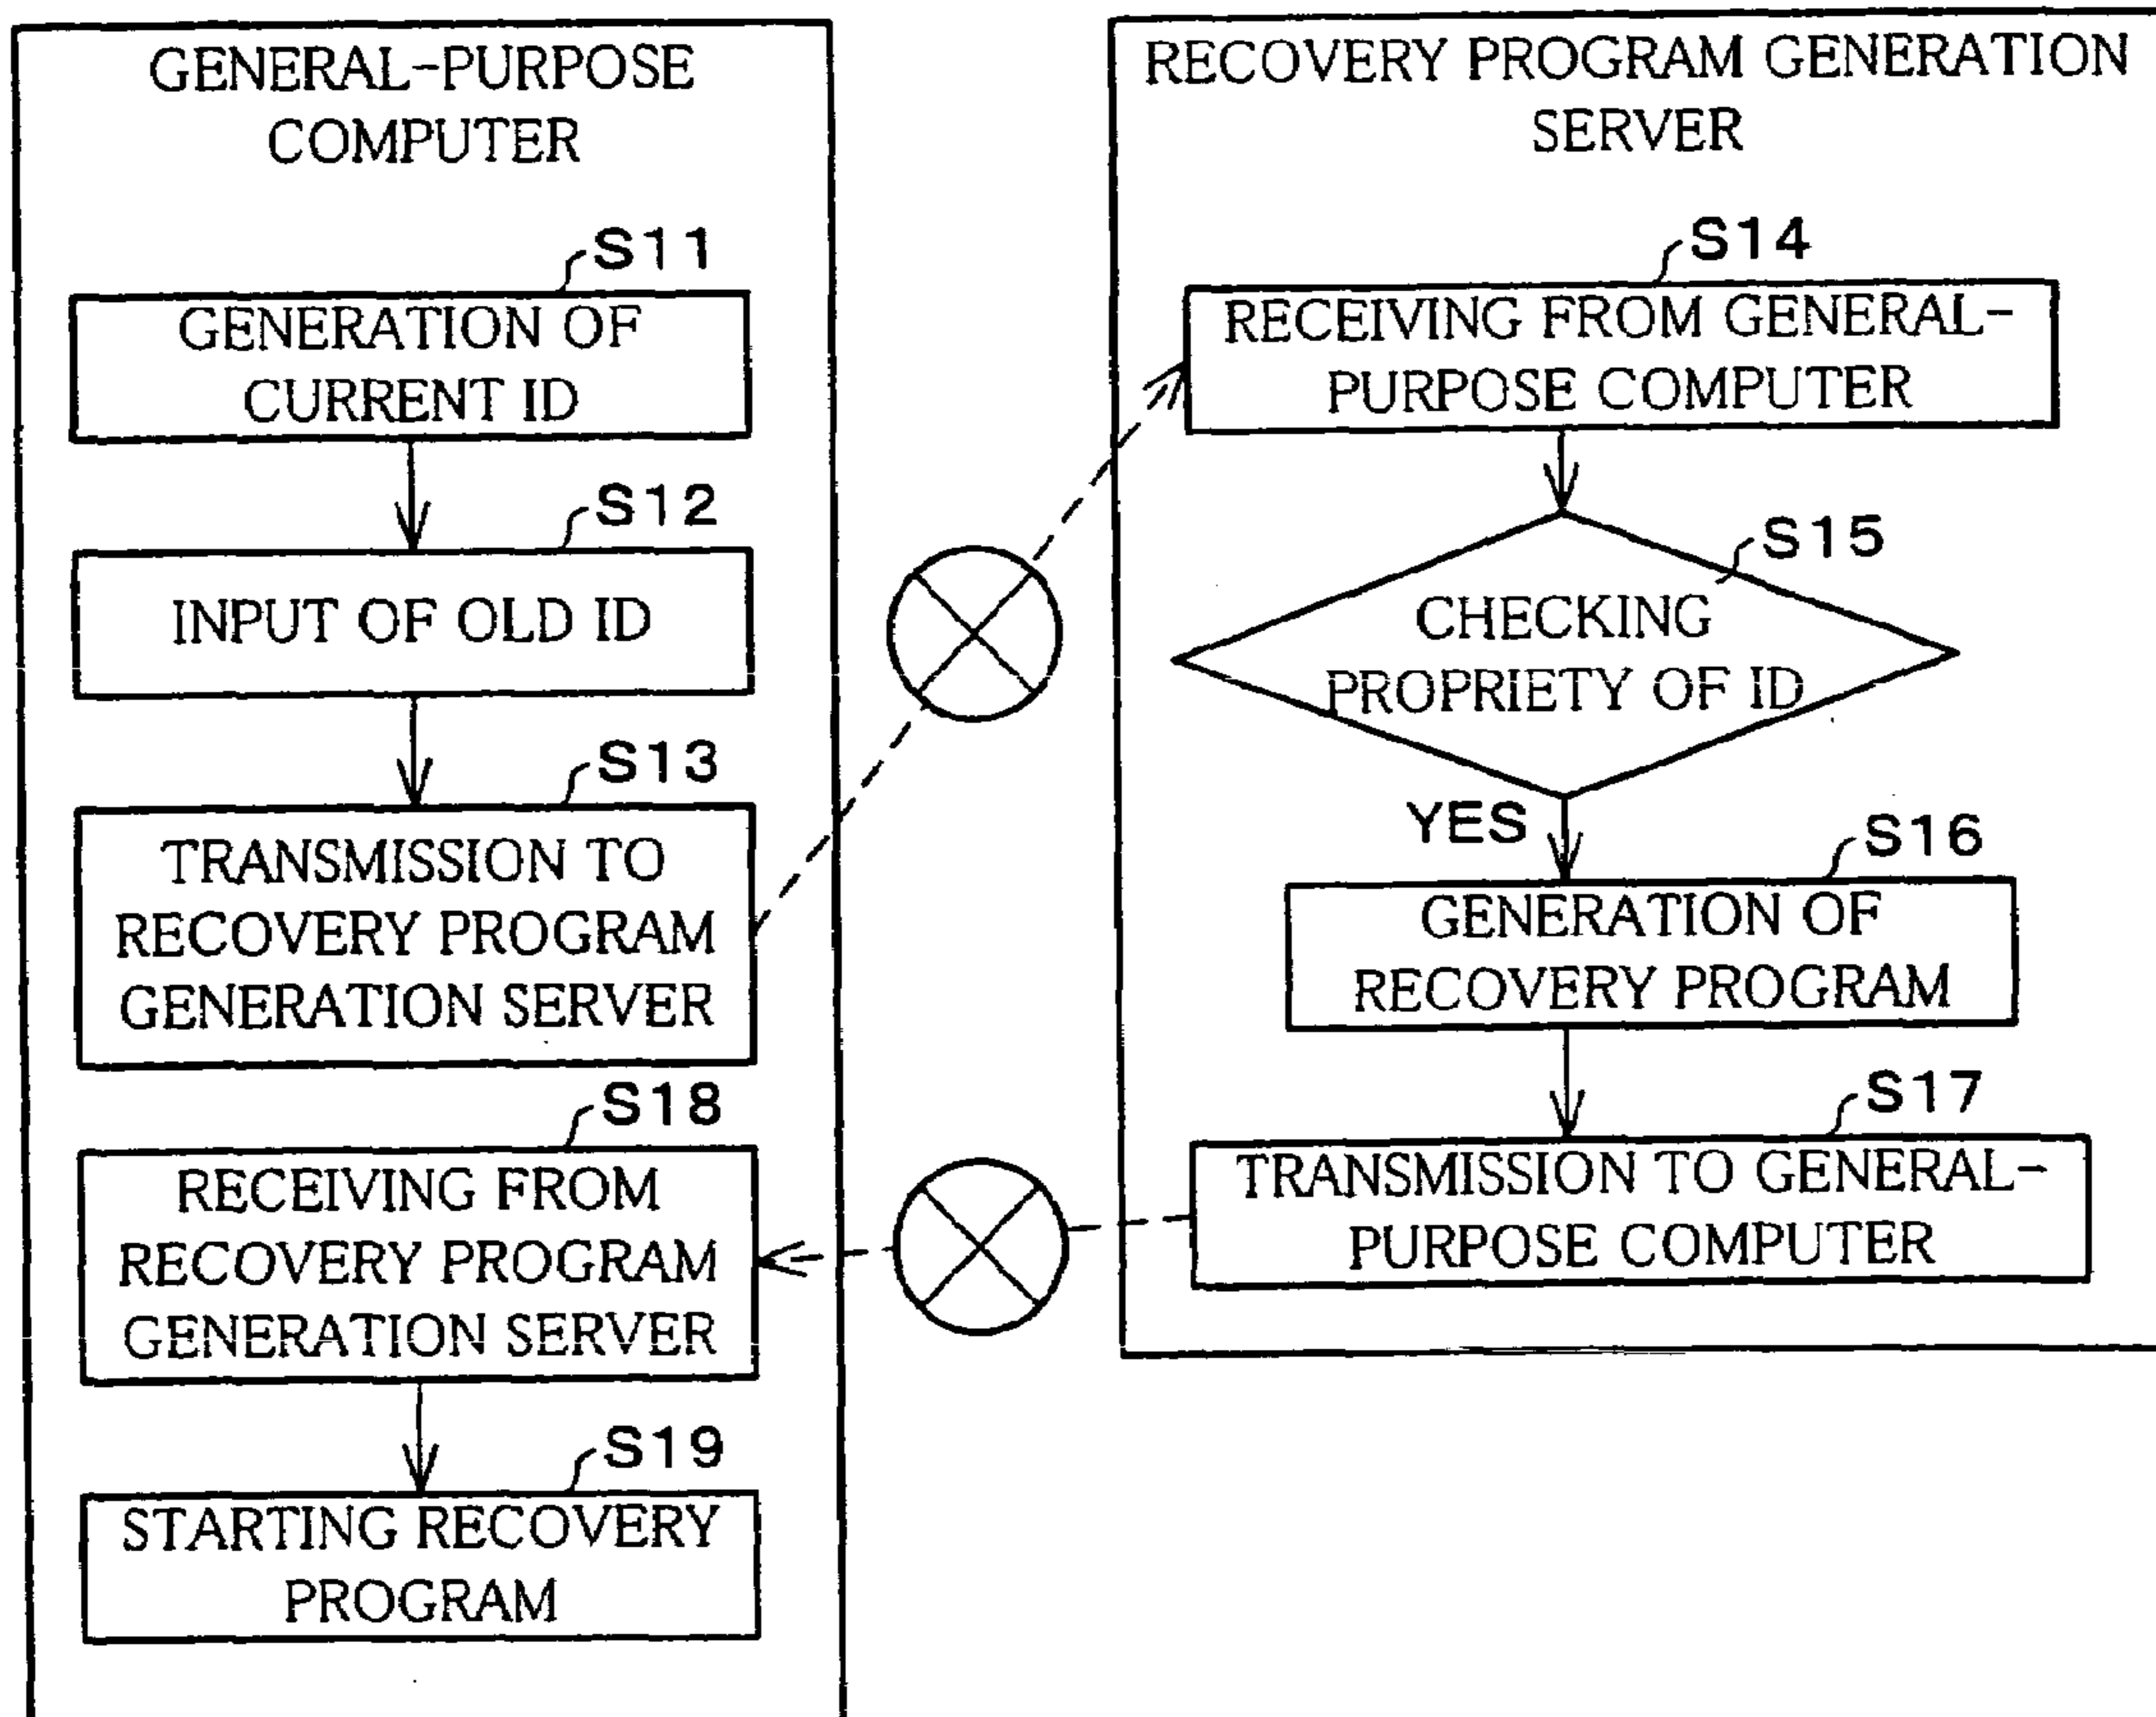 GENERAL-PURPOSE
COMPUTER
S11
GENERATION OF
CURRENT ID
S12
INPUT OF OLD ID
S13
TRANSMISSION TO
RECOVERY PROGRAM
GENERATION SERVER
S18
RECEIVING FROM
RECOVERY PROGRAM
GENERATION SERVER
S19
STARTING RECOVERY
PROGRAM
RECOVERY PROGRAM GENERATION
SERVER
S14
RECEIVING FROM GENERAL-
PURPOSE COMPUTER
S15
CHECKING
PROPRIETY OF ID
YES
S16
GENERATION OF
RECOVERY PROGRAM
S17
TRANSMISSION TO GENERAL-
PURPOSE COMPUTER